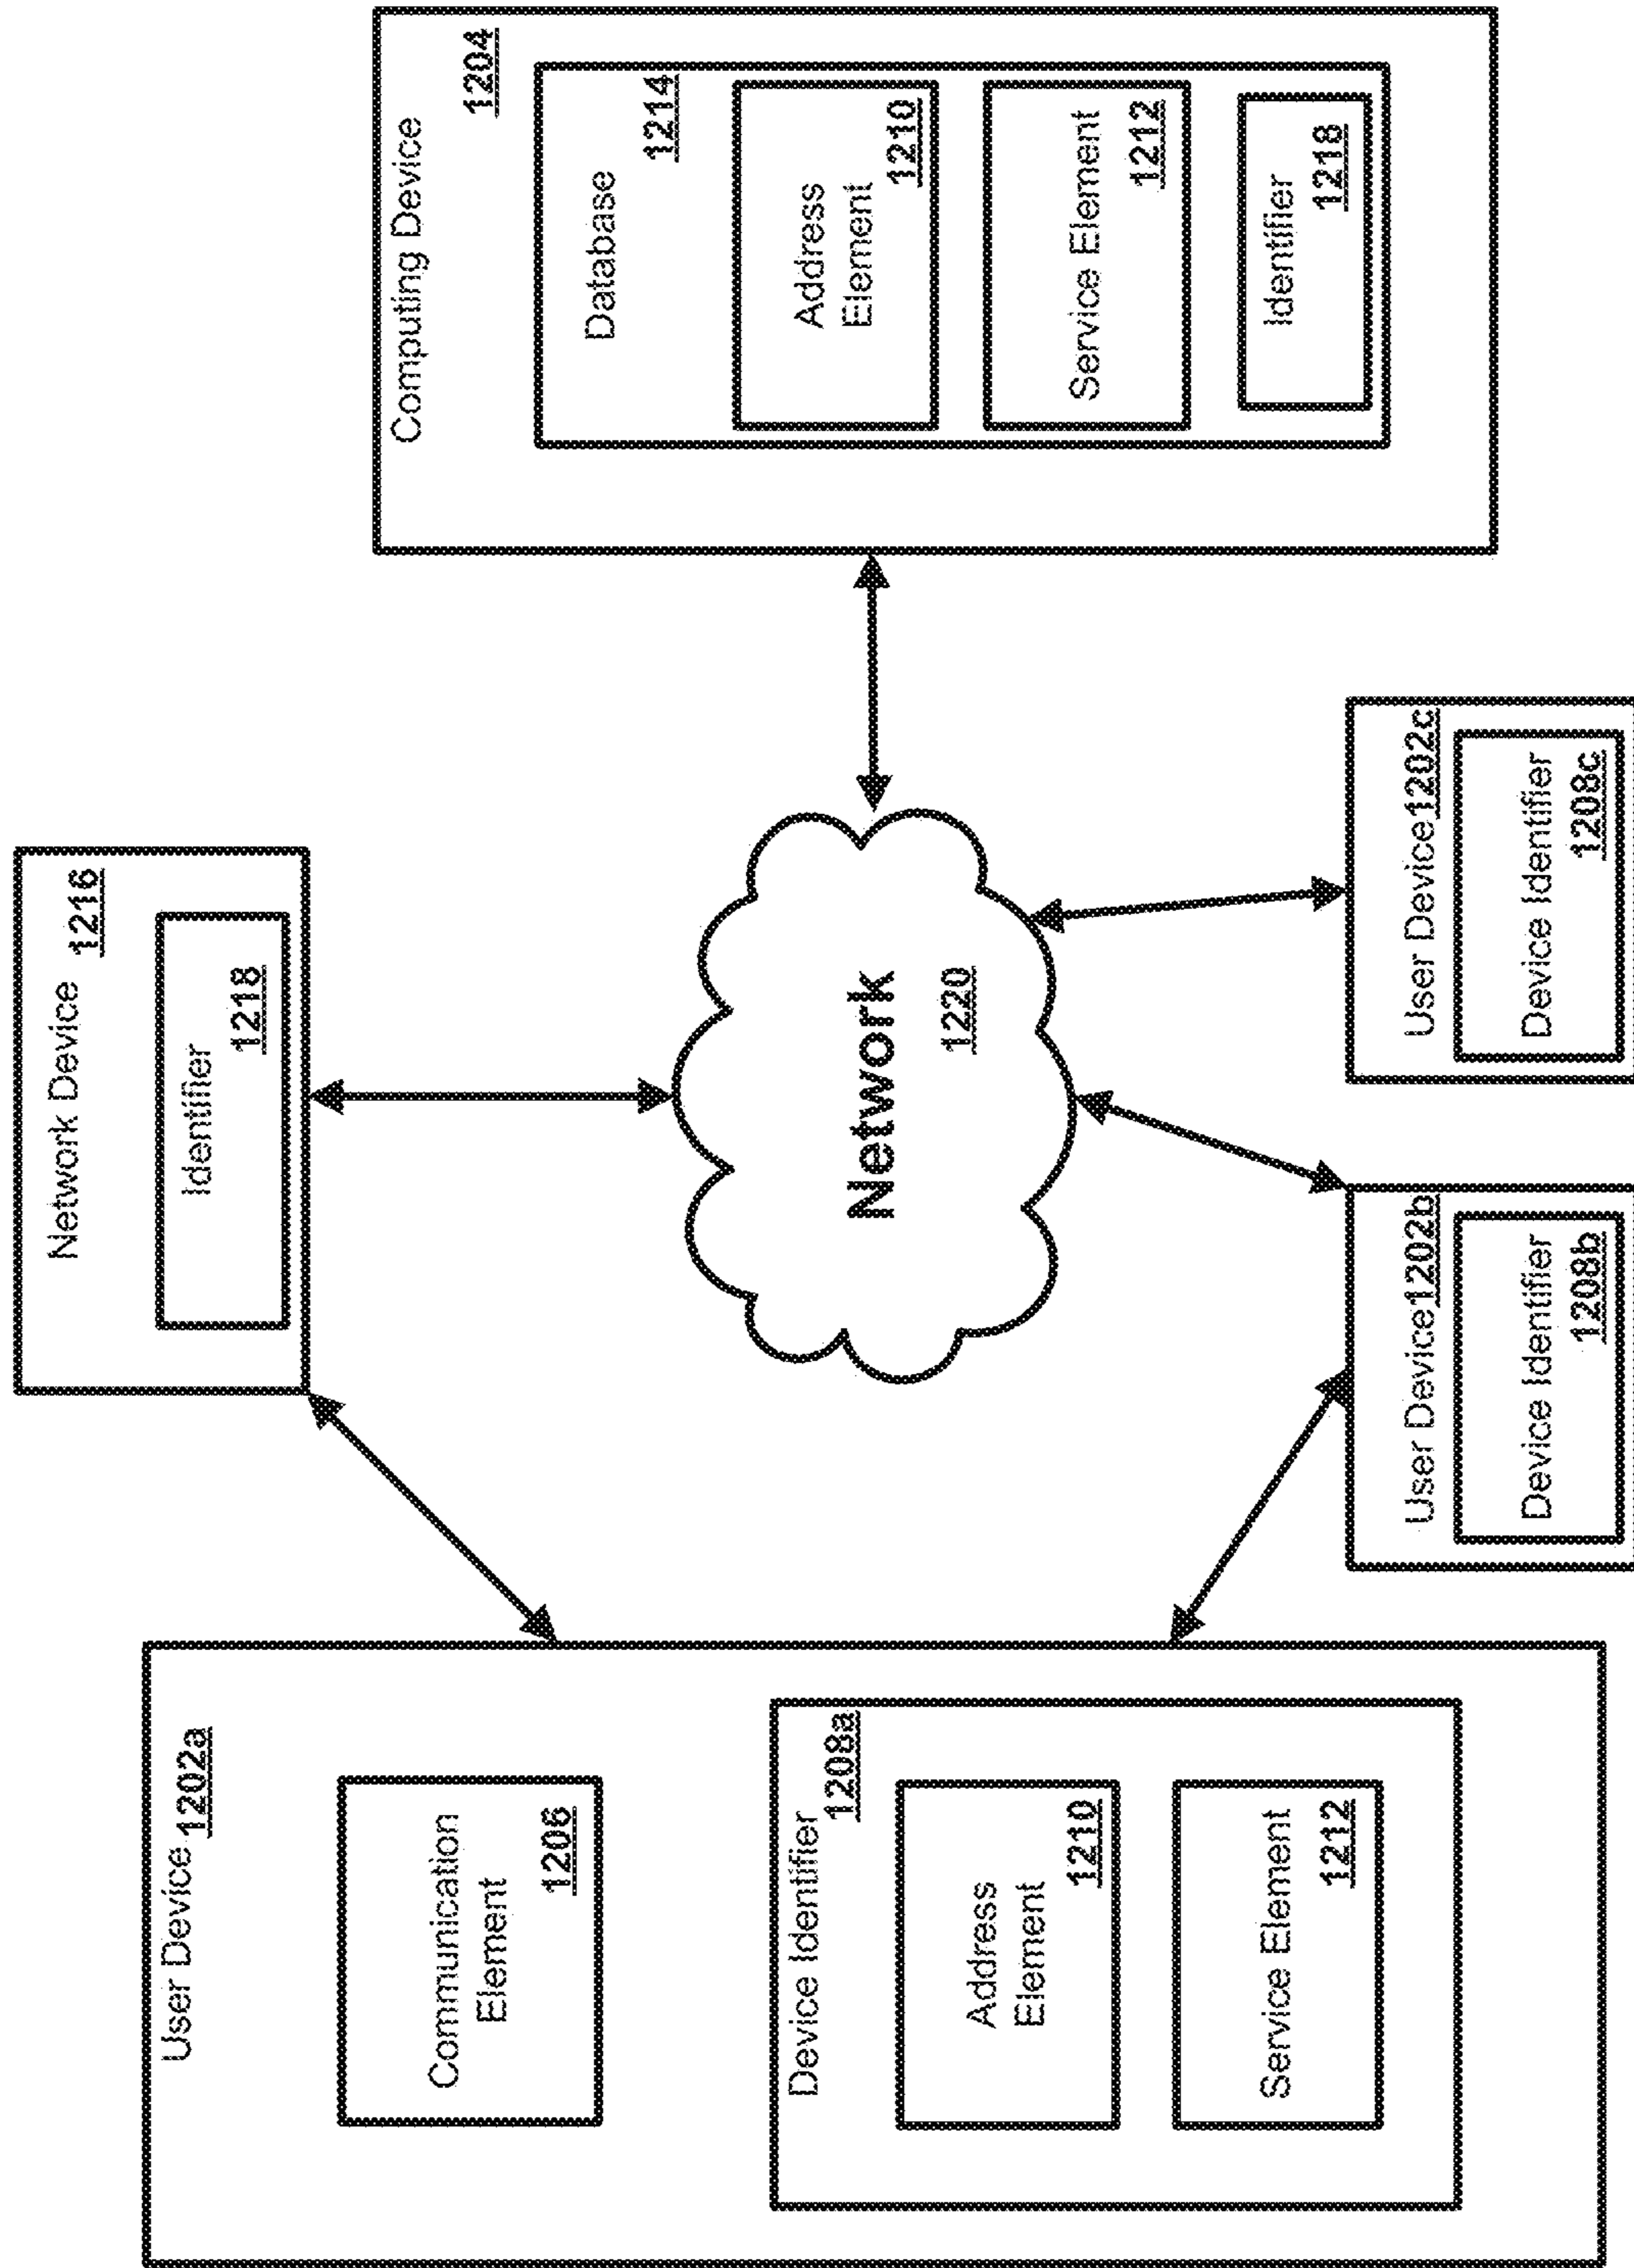 User Device 1202a
Communication
Element
1206
Device Identifier
1208a
Address
Element
1210
Service Element
1212
Network Device
1216
Identifier
1218
Network
1220
User Device1202b
Device Identifier
1208b
User Device1202c
Device Identifier
1208c
Computing Device
1204
Database
1214
Address
Element
1210
Service Element
1212
Identifier
1218